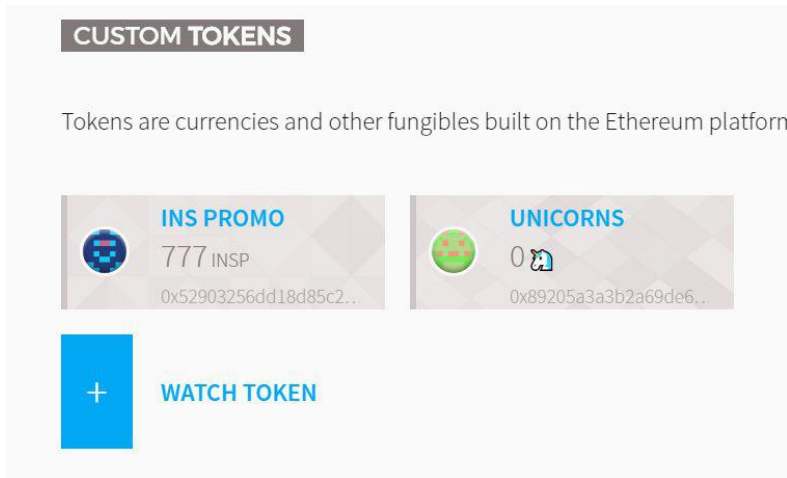 CUSTOM TOKENS
Tokens are currencies and other fungibles built on the Ethereum platform
INS PROMO
777 INSP
0x52903256dd18d85c2..
UNICORNS
0🦄
0x89205a3a3b2a69de6..
+
WATCH TOKEN